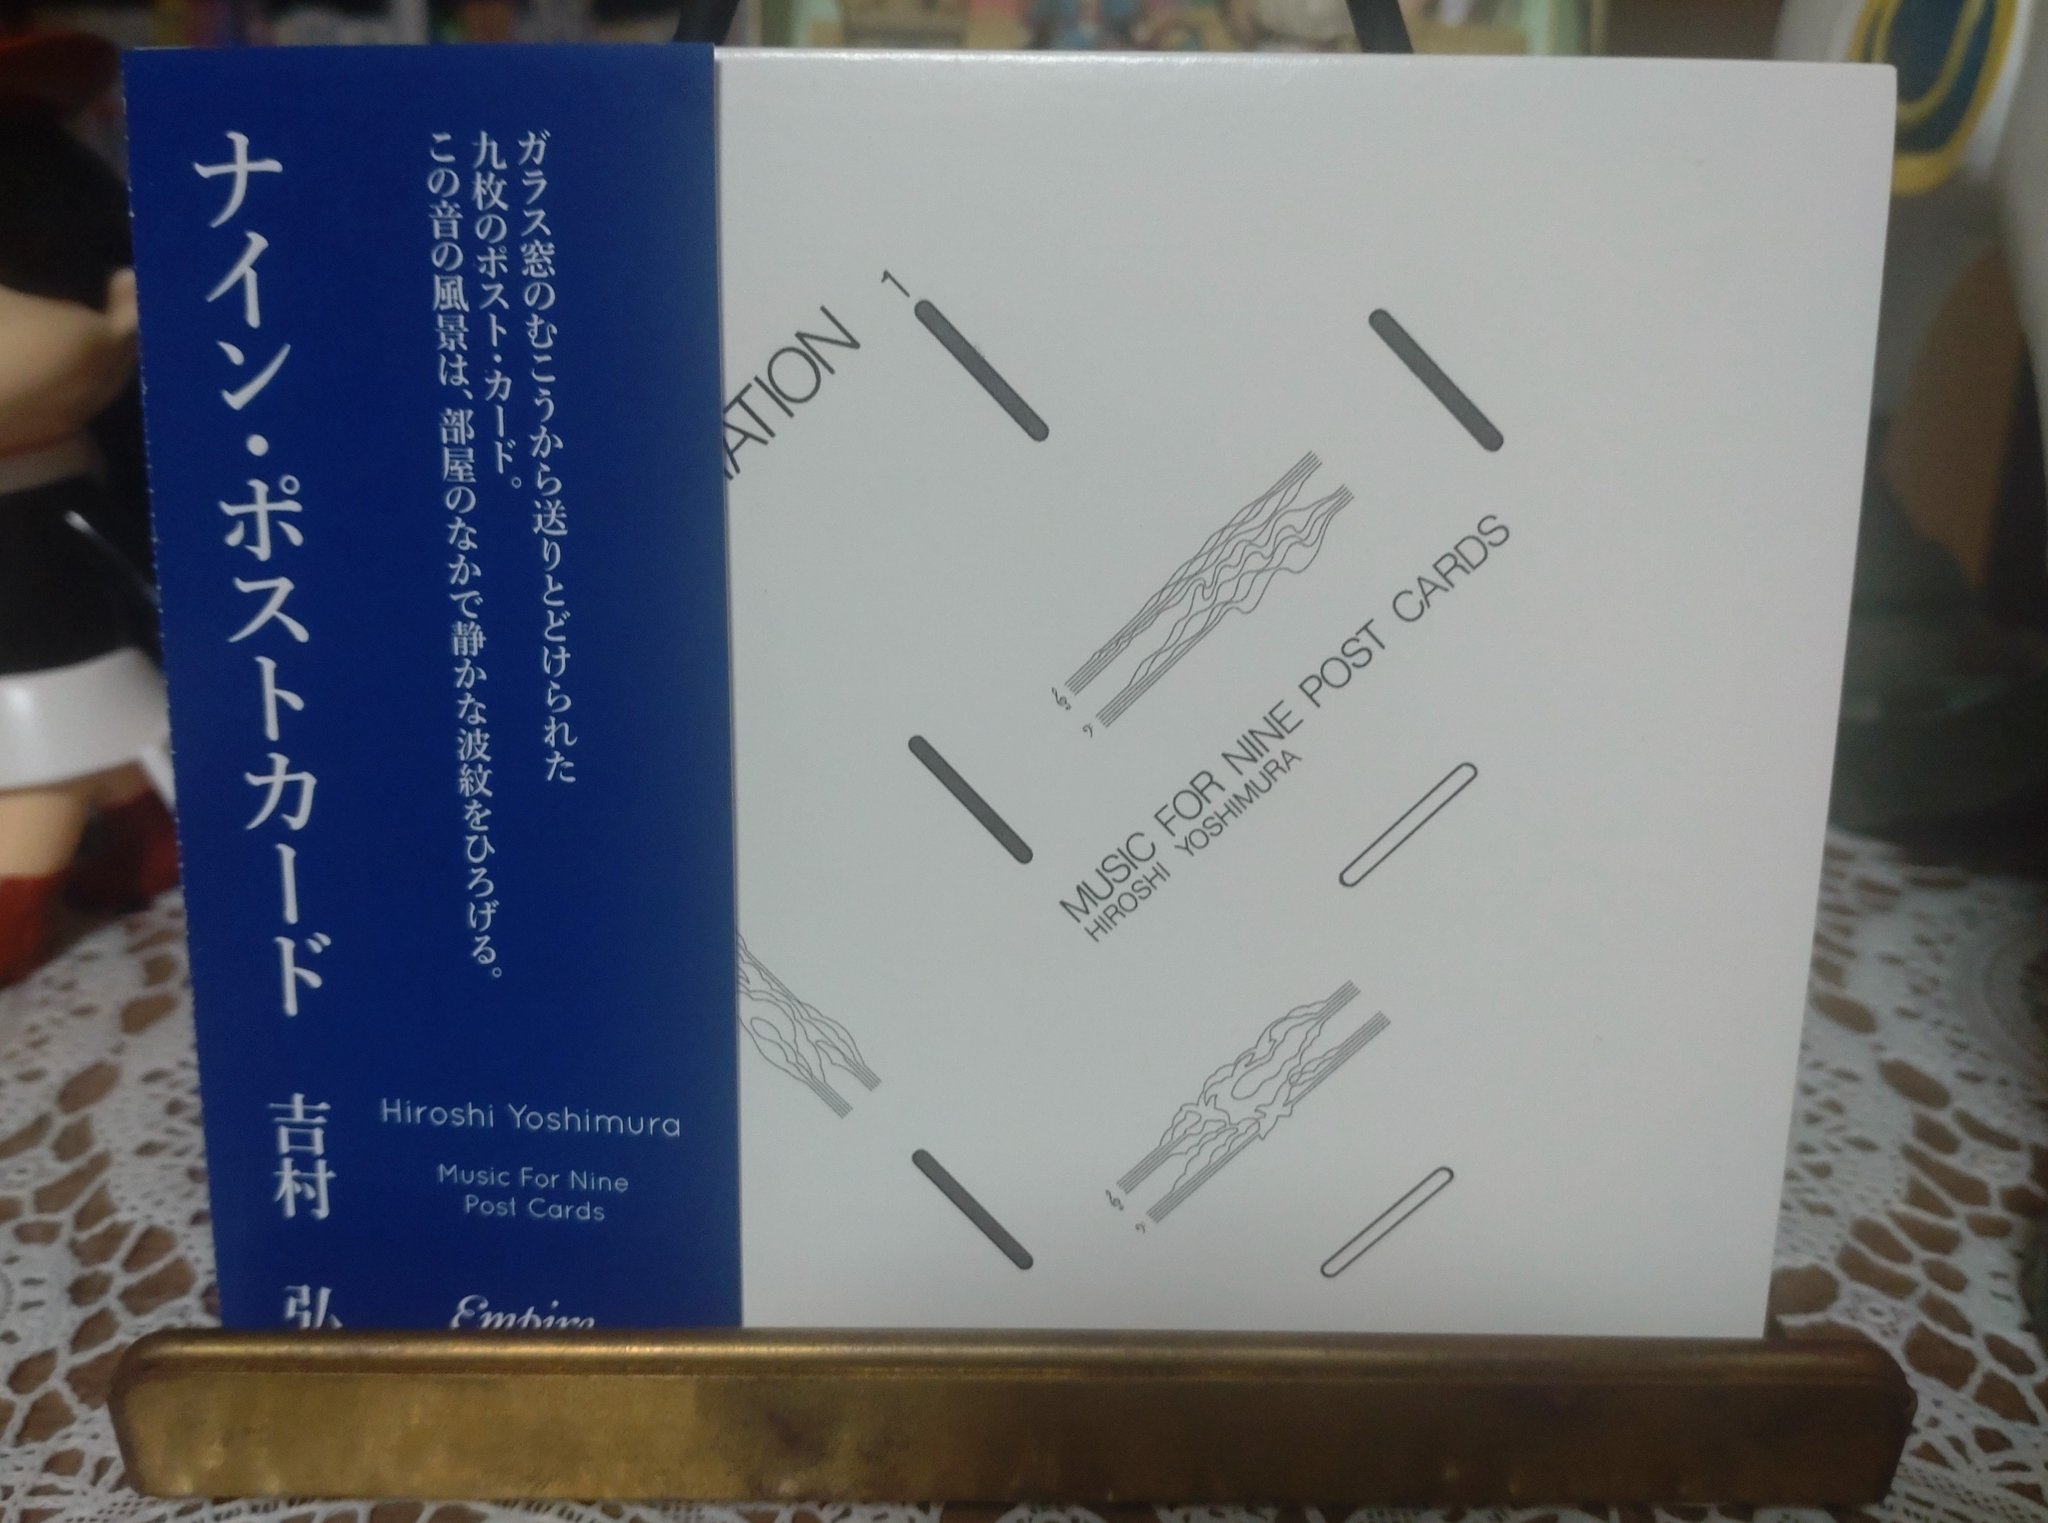 ナイン・ポストカード 吉村 弘
ガラス窓のむこうから送りとどけられた
九枚のポスト・カード。
この音の風景は、部屋のなかで静かな波紋をひろげる。
Hiroshi Yoshimura
Music For Nine
Post Cards
Empire
ATION 1
MUSIC FOR NINE POST CARDS
HIROSHI YOSHIMURA